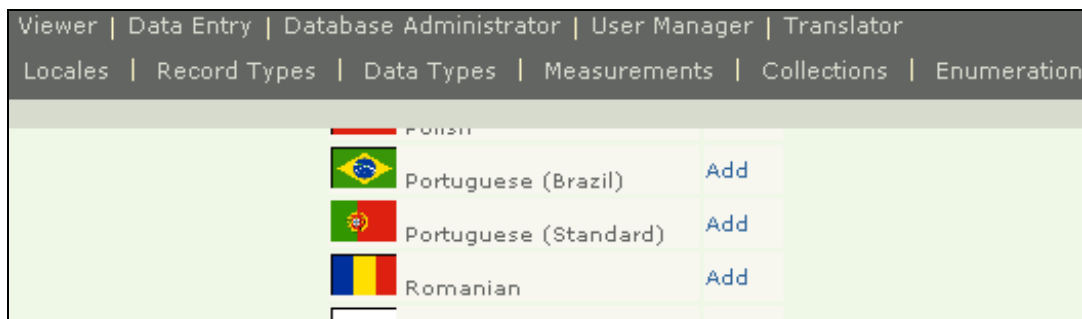 Viewer | Data Entry | Database Administrator | User Manager | Translator
Locales | Record Types | Data Types | Measurements | Collections | Enumeration
Polish
Portuguese (Brazil) Add
Portuguese (Standard) Add
Romanian Add